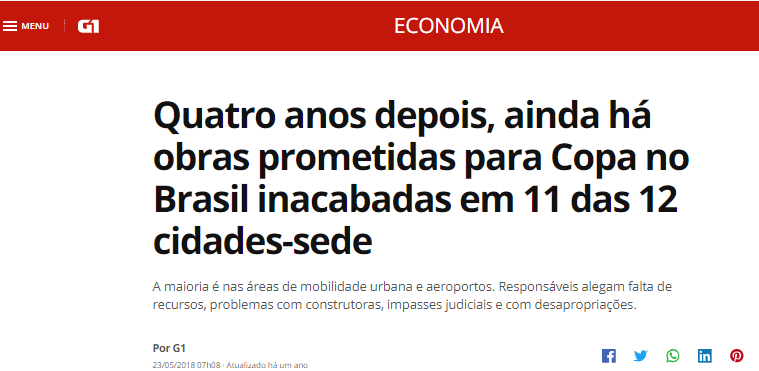 MENU
G1
ECONOMIA
Quatro anos depois, ainda há
obras prometidas para Copa no
Brasil inacabadas em 11 das 12
cidades-sede
A maioria é nas áreas de mobilidade urbana e aeroportos. Responsáveis alegam falta de
recursos, problemas com construtoras, impasses judiciais e com desapropriações.
Por G1
23/05/2018 07h08 · Atualizado há um ano